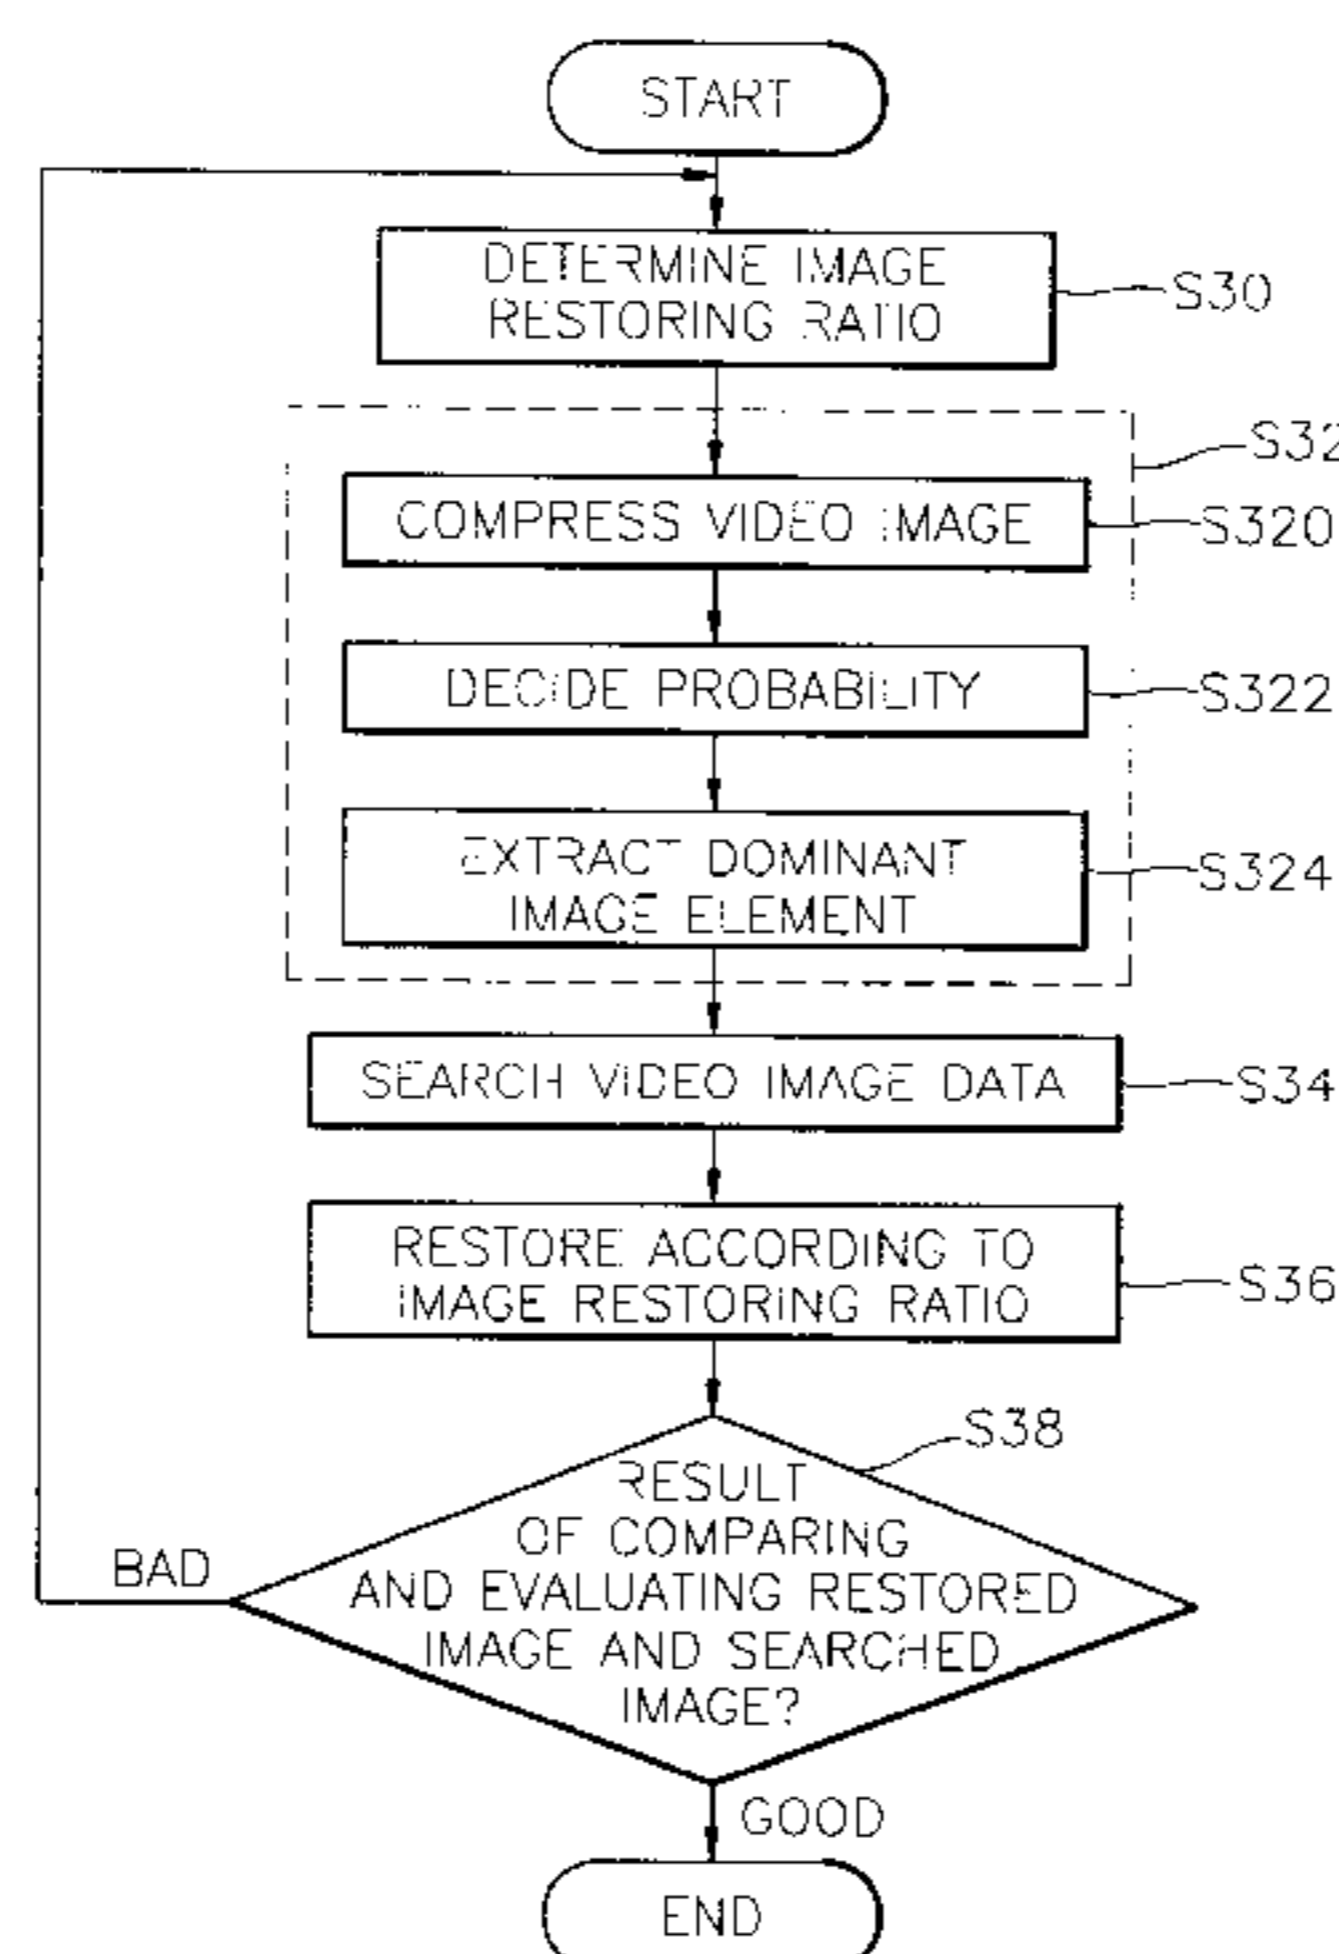 START
DETERMINE IMAGE
RESTORING RATIO
S30
S32
COMPRESS VIDEO IMAGE
S320
DECIDE PROBABILITY
S322
EXTRACT DOMINANT
IMAGE ELEMENT
S324
SEARCH VIDEO IMAGE DATA
S34
RESTORE ACCORDING TO
IMAGE RESTORING RATIO
S36
S38
RESULT
OF COMPARING
AND EVALUATING RESTORED
IMAGE AND SEARCHED
IMAGE?
BAD
GOOD
END